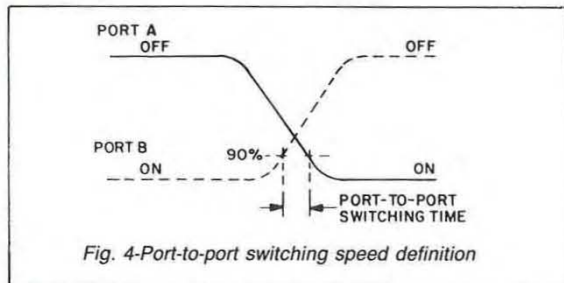 PORT A
OFF
OFF
PORT B
90%
ON
ON
PORT-TO-PORT
SWITCHING TIME
Fig. 4-Port-to-port switching speed definition